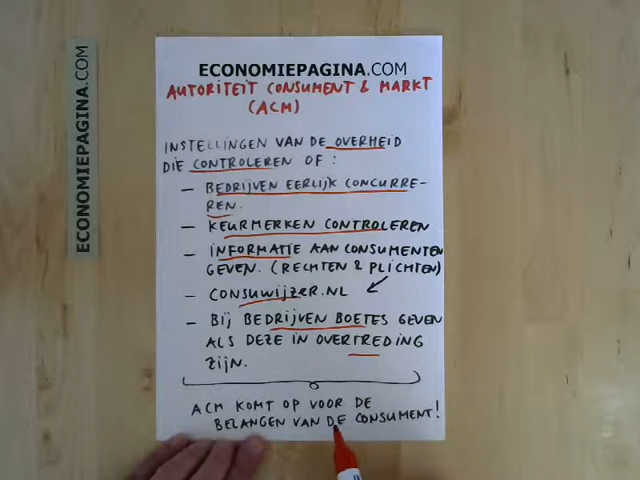 ECONOMIEPAGINA.COM
ECONOMIEPAGINA.COM
AUTORITEIT CONSUMENT & MARKT
(ACM)
INSTELLINGEN VAN DE OVERHEID
DIE CONTROLEREN OF :
– BEDRIJVEN EERLIJK CONCURRE-
REN.
– KEURMERKEN CONTROLEREN
– INFORMATIE AAN CONSUMENTEN
GEVEN. (RECHTEN & PLICHTEN)
– CONSUWIJZER.NL
– BIJ BEDRIJVEN BOETES GEVEN
ALS DEZE IN OVERTREDING
ZIJN.
ACM KOMT OP VOOR DE
BELANGEN VAN DE CONSUMENT!